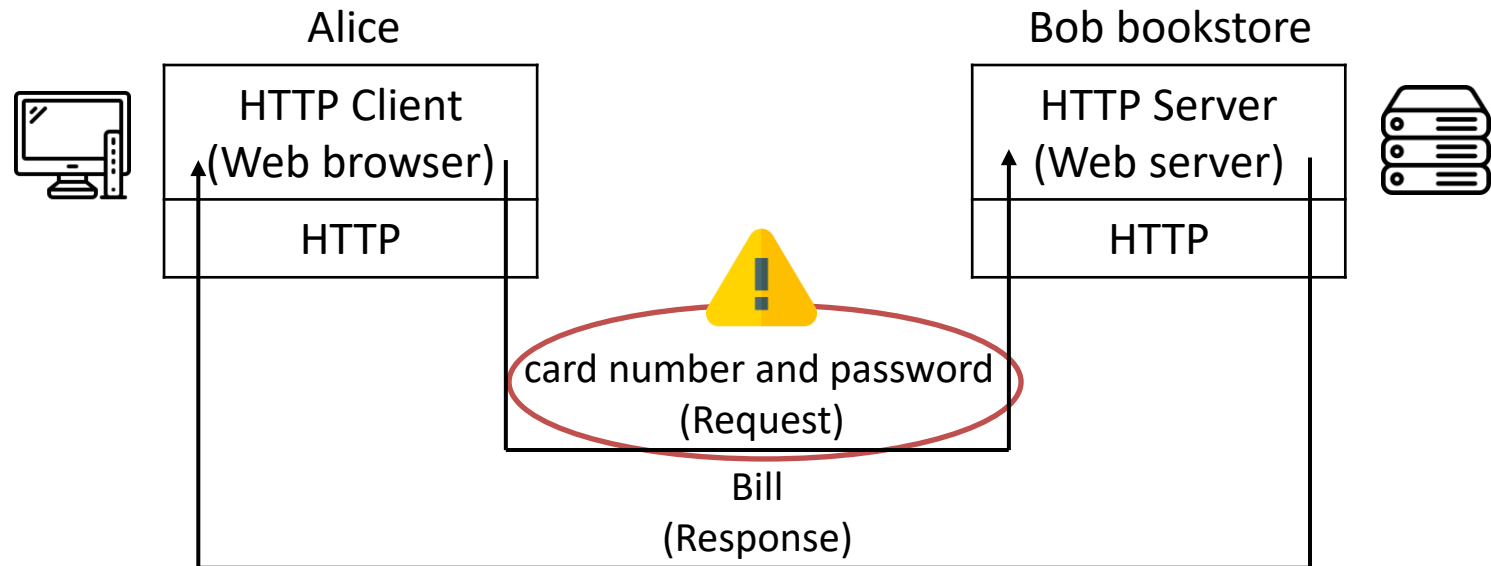 Alice
Bob bookstore
HTTP Client
(Web browser)
HTTP Server
(Web server)
HTTP
HTTP
!
card number and password
(Request)
Bill
(Response)